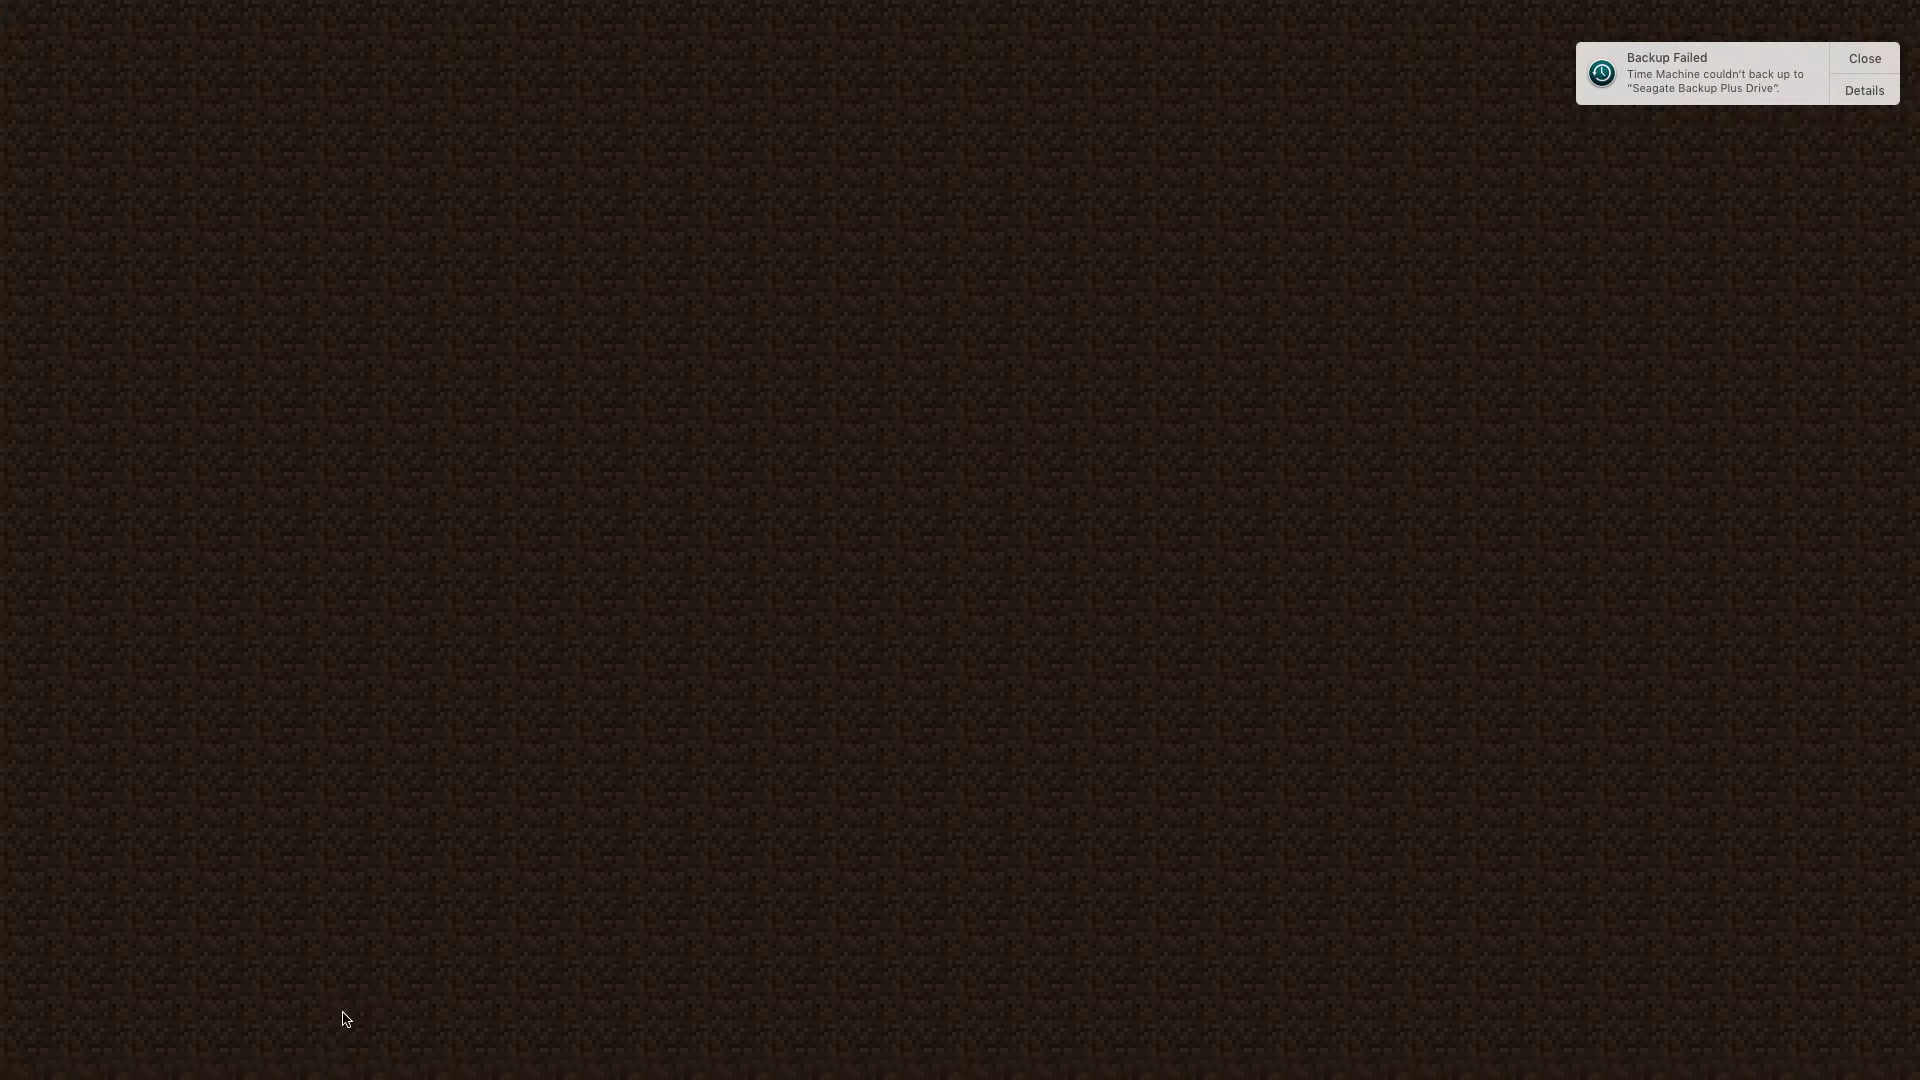 Backup Failed
Time Machine couldn't back up to
“Seagate Backup Plus Drive”.
Close
Details